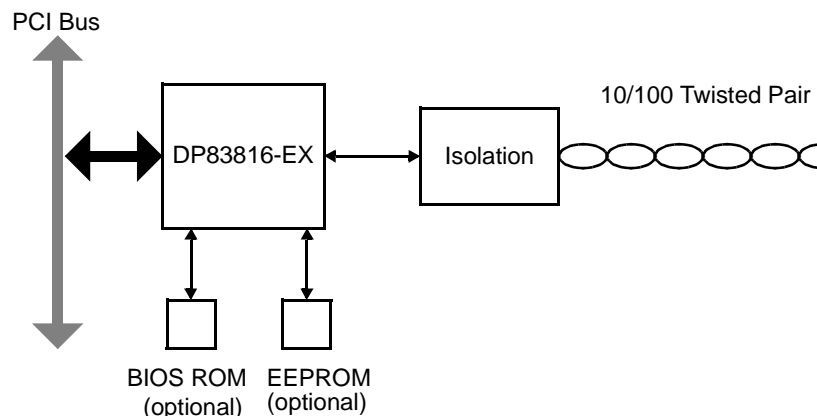 PCI Bus
10/100 Twisted Pair
DP83816-EX
Isolation
BIOS ROM
(optional)
EEPROM
(optional)